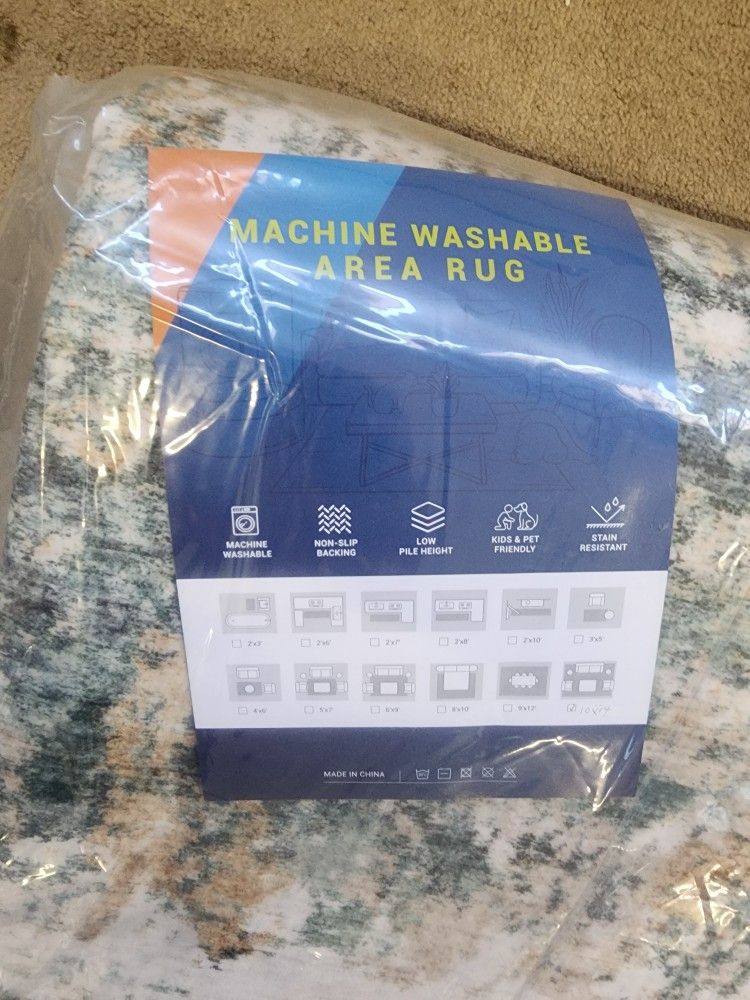 MACHINE WASHABLE
AREA RUG
MACHINE
WASHABLE
NON-SLIP
BACKING
LOW
PILE HEIGHT
KIDS & PET
FRIENDLY
STAIN
RESISTANT
2'x3' 2'x6' 2'x7' 2'x8' 2'x10' 3'x5'
4'x6' 5'x7' 6'x9' 8'x10' 9'x12' 10x14
MADE IN CHINA